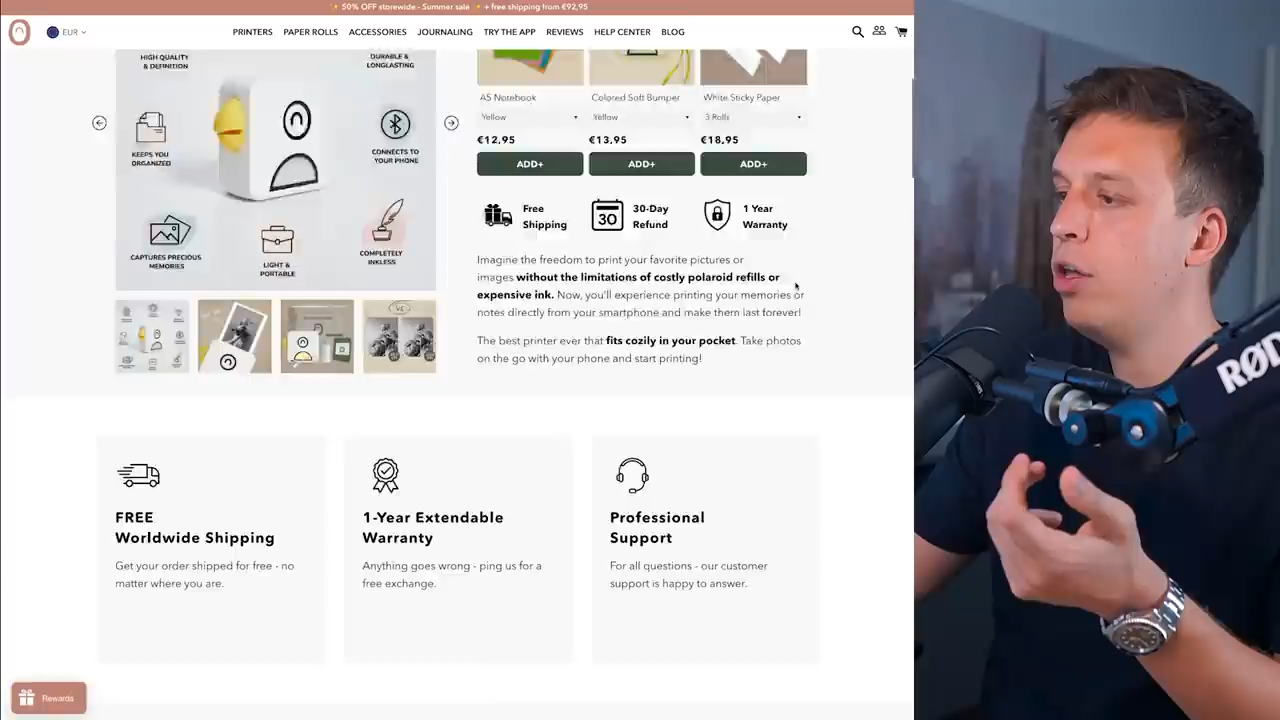 50% OFF storewide - Summer sale + free shipping from €92,95
EUR
PRINTERS PAPER ROLLS ACCESSORIES JOURNALING TRY THE APP REVIEWS HELP CENTER BLOG
HIGH QUALITY
& DEFINITION
DURABLE &
LONGLASTING
KEEPS YOU
ORGANIZED
CONNECTS TO
YOUR PHONE
CAPTURES PRECIOUS
MEMORIES
LIGHT &
PORTABLE
COMPLETELY
INKLESS
A5 Notebook
Yellow
€12,95
ADD+
Colored Soft Bumper
Yellow
€13,95
ADD+
White Sticky Paper
3 Rolls
€18,95
ADD+
Free
Shipping
30
30-Day
Refund
1 Year
Warranty
Imagine the freedom to print your favorite pictures or
images without the limitations of costly polaroid refills or
expensive ink. Now, you'll experience printing your memories or
notes directly from your smartphone and make them last forever!
The best printer ever that fits cozily in your pocket. Take photos
on the go with your phone and start printing!
VS
FREE
Worldwide Shipping
Get your order shipped for free - no
matter where you are.
1-Year Extendable
Warranty
Anything goes wrong - ping us for a
free exchange.
Professional
Support
For all questions - our customer
support is happy to answer.
Rewards
RØD